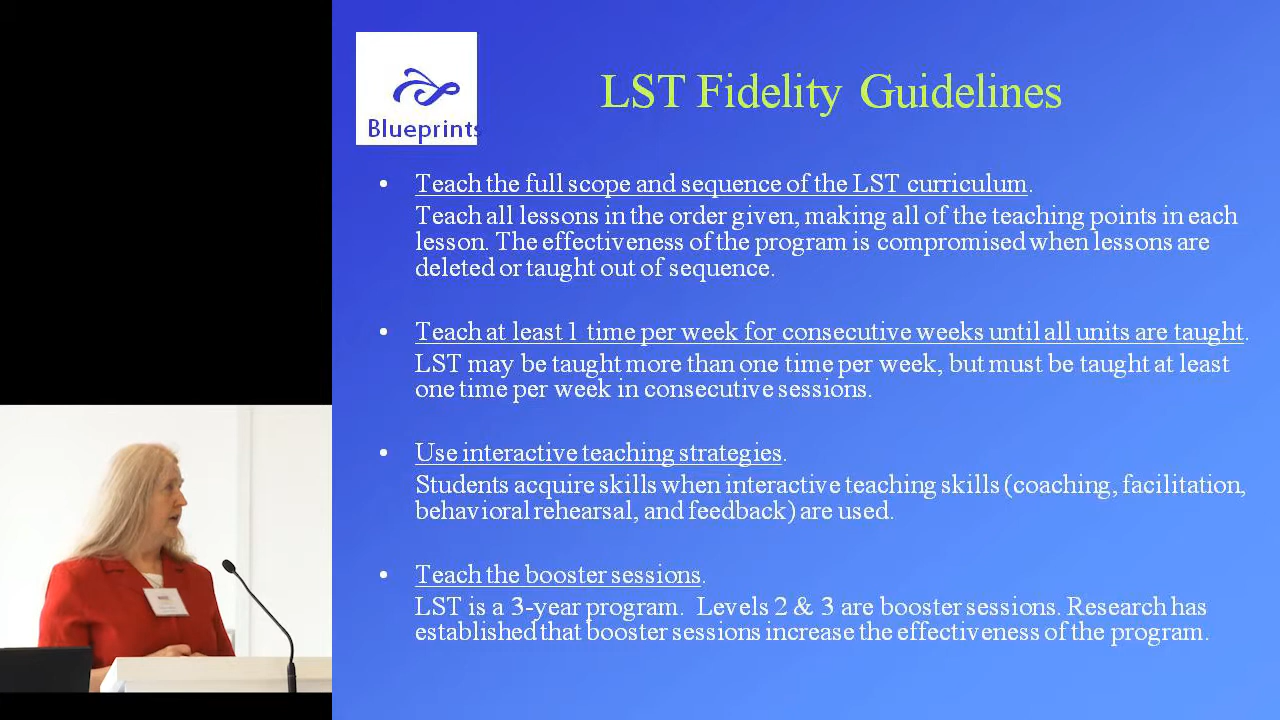 Blueprints
LST Fidelity Guidelines
• Teach the full scope and sequence of the LST curriculum.
Teach all lessons in the order given, making all of the teaching points in each
lesson. The effectiveness of the program is compromised when lessons are
deleted or taught out of sequence.
• Teach at least 1 time per week for consecutive weeks until all units are taught.
LST may be taught more than one time per week, but must be taught at least
one time per week in consecutive sessions.
• Use interactive teaching strategies.
Students acquire skills when interactive teaching skills (coaching, facilitation,
behavioral rehearsal, and feedback) are used.
• Teach the booster sessions.
LST is a 3-year program. Levels 2 & 3 are booster sessions. Research has
established that booster sessions increase the effectiveness of the program.